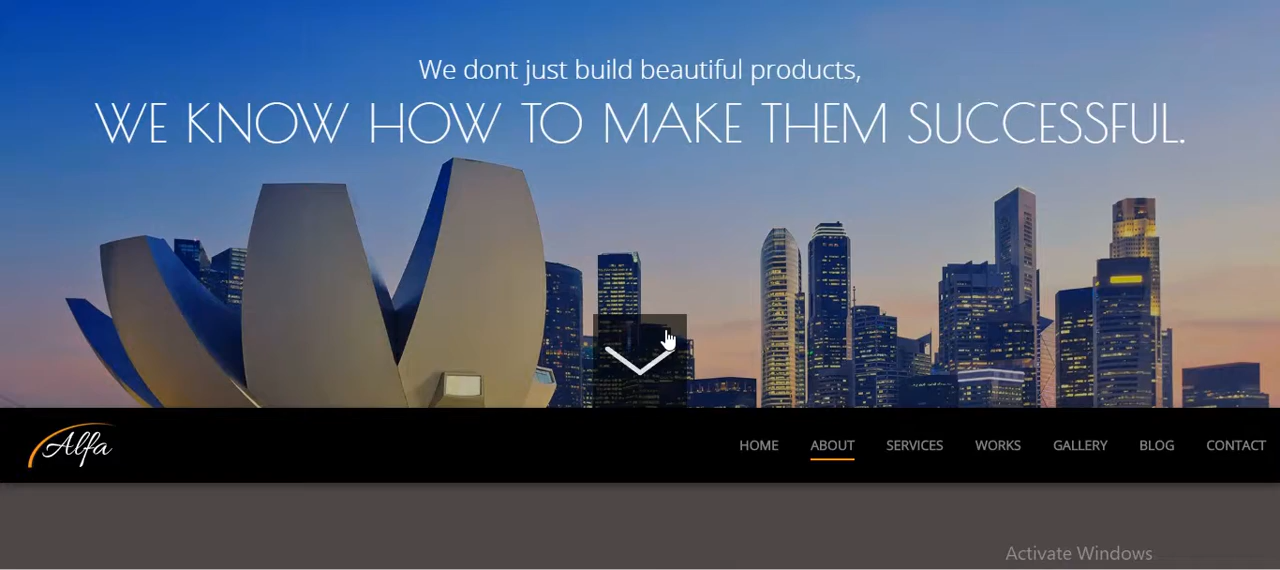 We dont just build beautiful products,
WE KNOW HOW TO MAKE THEM SUCCESSFUL.
Alfa
HOME ABOUT SERVICES WORKS GALLERY BLOG CONTACT
Activate Windows